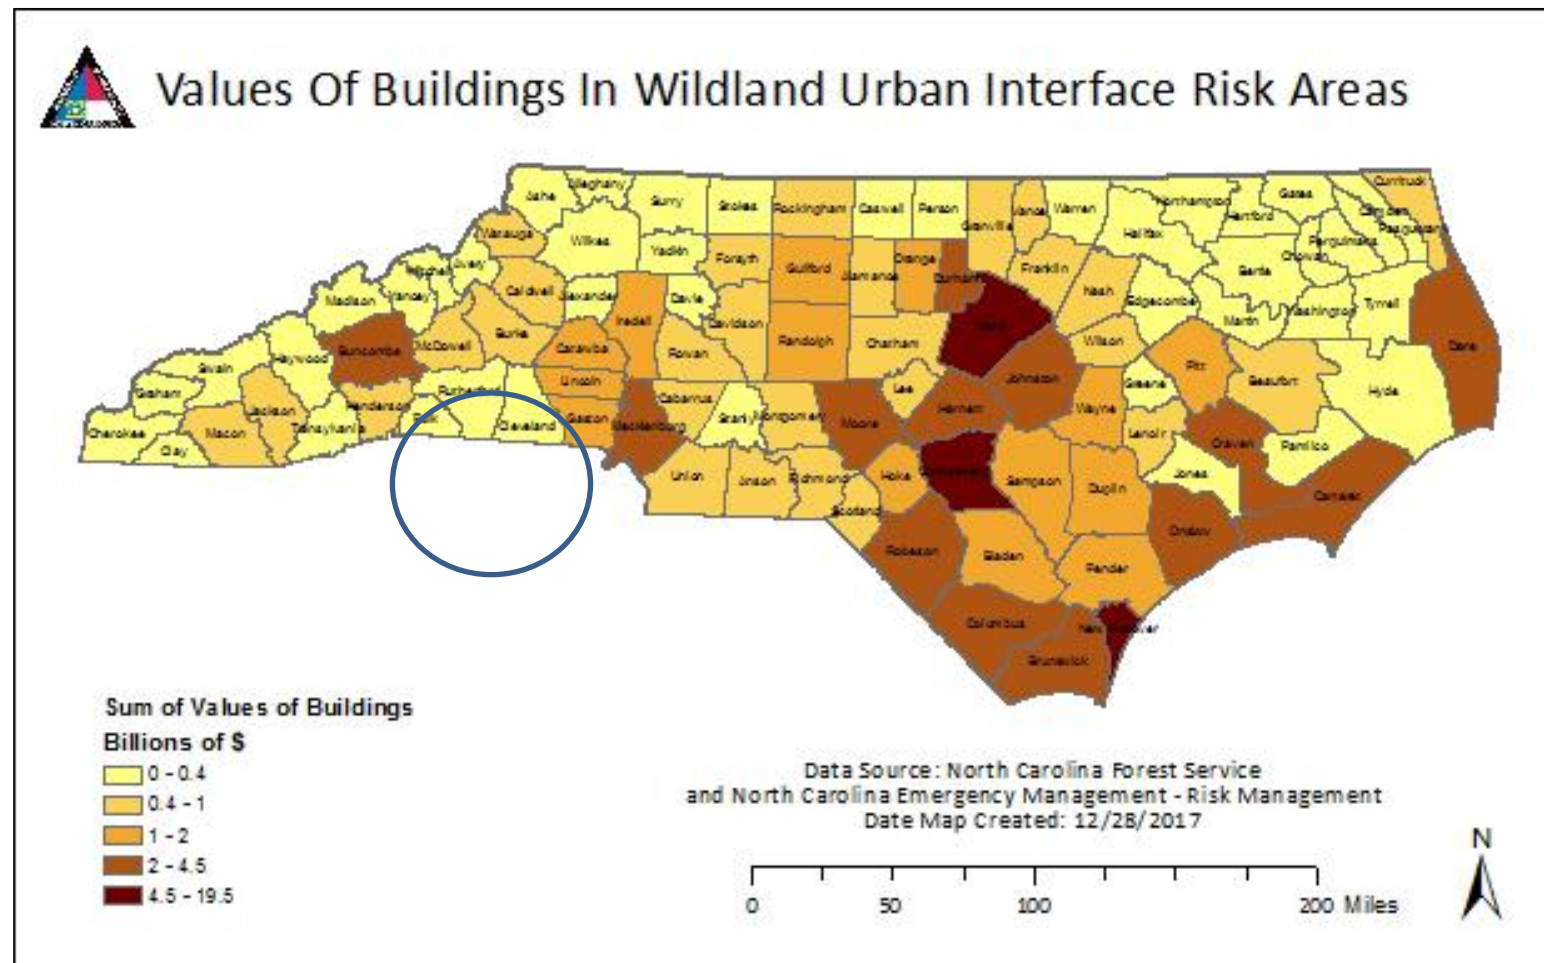 Values Of Buildings In Wildland Urban Interface Risk Areas
Alleghany
Ashe
Surry
Stokes
Rockingham
Caswell
Person
Granville
Vance
Warren
Northampton
Gates
Currituck
Camden
Pasquotank
Perquimans
Chowan
Hertford
Halifax
Watauga
Wilkes
Yadkin
Forsyth
Guilford
Alamance
Orange
Durham
Franklin
Nash
Edgecombe
Bertie
Martin
Washington
Tyrrell
Dare
Mitchell
Avery
Yancey
Madison
Caldwell
Alexander
Iredell
Davie
Davidson
Randolph
Chatham
Wake
Wilson
Pitt
Beaufort
Hyde
Swain
Haywood
Buncombe
McDowell
Burke
Catawba
Rowan
Lincoln
Graham
Jackson
Henderson
Rutherford
Polk
Cleveland
Gaston
Mecklenburg
Cabarrus
Stanly
Montgomery
Moore
Lee
Harnett
Johnston
Wayne
Greene
Lenoir
Craven
Pamlico
Cherokee
Clay
Macon
Transylvania
Union
Anson
Richmond
Scotland
Hoke
Sampson
Duplin
Jones
Carteret
Onslow
Robeson
Bladen
Pender
Columbus
Brunswick
Sum of Values of Buildings
Billions of $
0 - 0.4
0.4 - 1
1 - 2
2 - 4.5
4.5 - 19.5
Data Source: North Carolina Forest Service
and North Carolina Emergency Management - Risk Management
Date Map Created: 12/28/2017
N
0 50 100 200 Miles